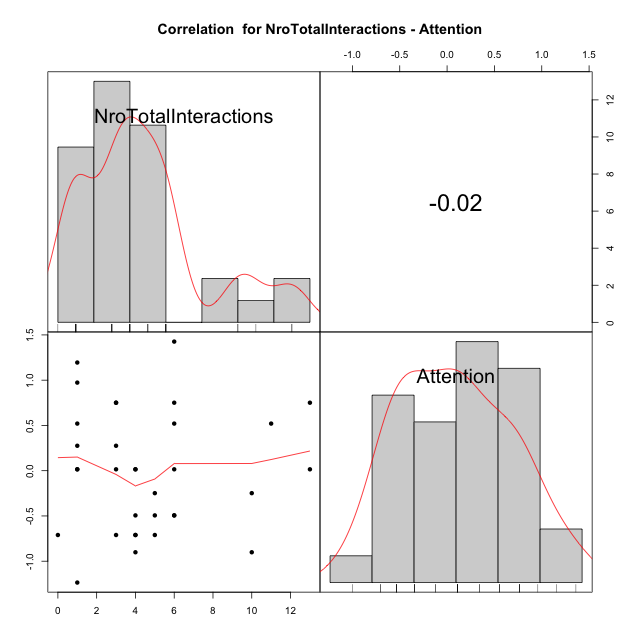 Correlation  for NroTotalInteractions - Attention
-1.0 -0.5 0.0 0.5 1.0 1.5
NroTotalInteractions
-0.02
12
10
8
6
4
2
0
1.5
1.0
0.5
0.0
-0.5
-1.0
Attention
0 2 4 6 8 10 12